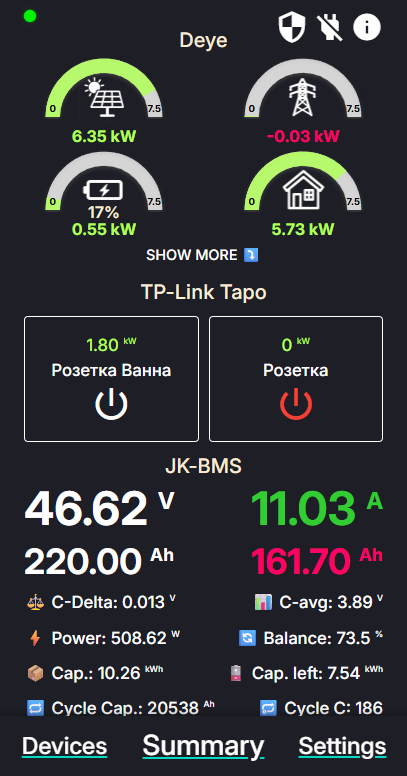 Deye
0 7.5 0 7.5
6.35 kW -0.03 kW
17%
0 7.5 0 7.5
0.55 kW 5.73 kW
SHOW MORE
TP-Link Tapo
1.80 kW 0 kW
Розетка Ванна Розетка
JK-BMS
46.62 V 11.03 A
220.00 Ah 161.70 Ah
C-Delta: 0.013 V C-avg: 3.89 V
Power: 508.62 W Balance: 73.5 %
Cap.: 10.26 kWh Cap. left: 7.54 kWh
Cycle Cap.: 20538 Ah Cycle C: 186
Devices Summary Settings